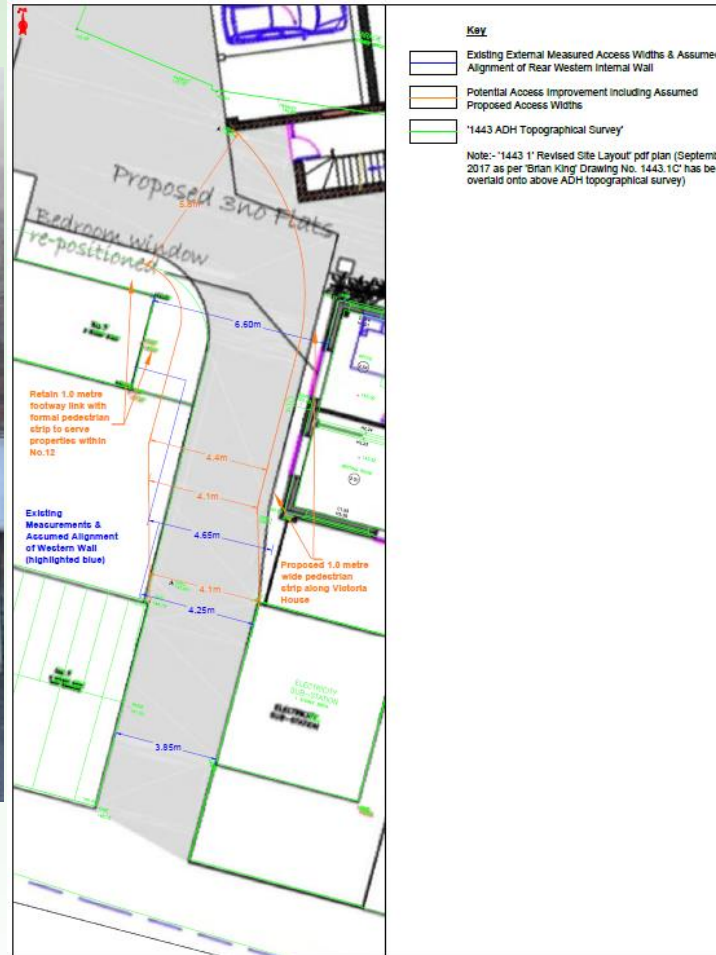 Key
Existing External Measured Access Widths & Assumed
Alignment of Rear Western Internal Wall
Potential Access Improvement Including Assumed
Proposed Access Widths
'1443 ADH Topographical Survey'
Note:- '1443 1' Revised Site Layout' pdf plan (Septemb
2017 as per 'Brian King' Drawing No. 1443.1C' has be
overlaid onto above ADH topographical survey)
Proposed 3no Flats
Bedroom window
re-positioned
6.60m
Retain 1.0 metre
footway link with
formal pedestrian
strip to serve
properties within
No.12
4.4m
4.1m
Existing
Measurements &
Assumed Alignment
of Western Wall
(highlighted blue)
4.65m
Proposed 1.0 metre
wide pedestrian
strip along Victoria
House
4.1m
4.25m
ELECTRICITY
SUB-STATION
ELECTRICITY
SUB-STATION
3.85m